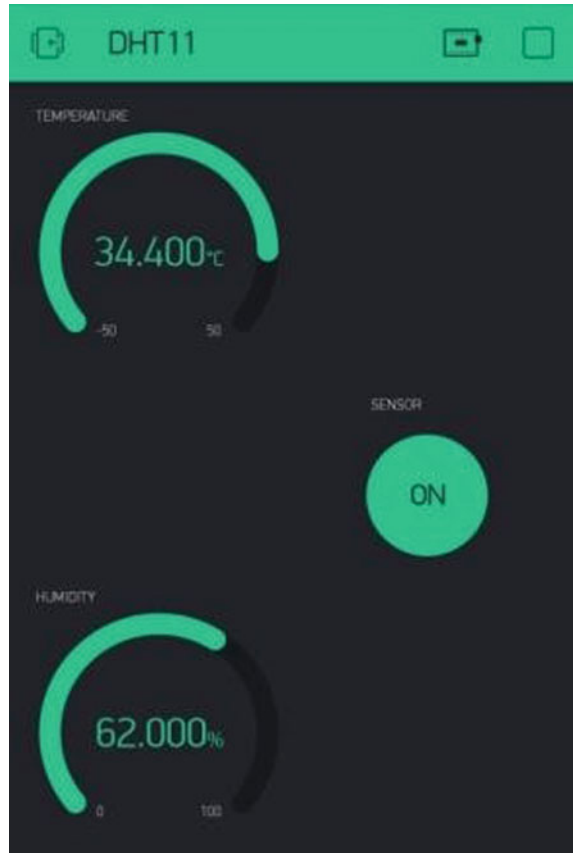 DHT11
TEMPERATURE
34.400°C
-50 50
SENSOR
ON
HUMIDITY
62.000%
0 100